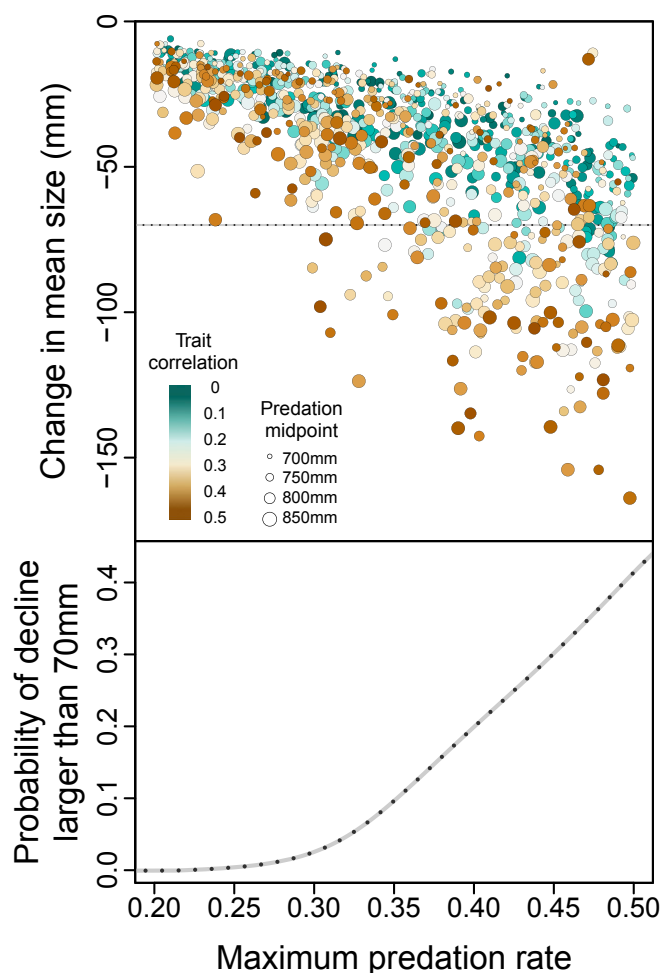 Change in mean size (mm)
0
−50
−100
−150
Trait
correlation
0
0.1
0.2
0.3
0.4
0.5
Predation
midpoint
700mm
750mm
800mm
850mm
Probability of decline
larger than 70mm
0.4
0.3
0.2
0.1
0.0
0.20 0.25 0.30 0.35 0.40 0.45 0.50
Maximum predation rate